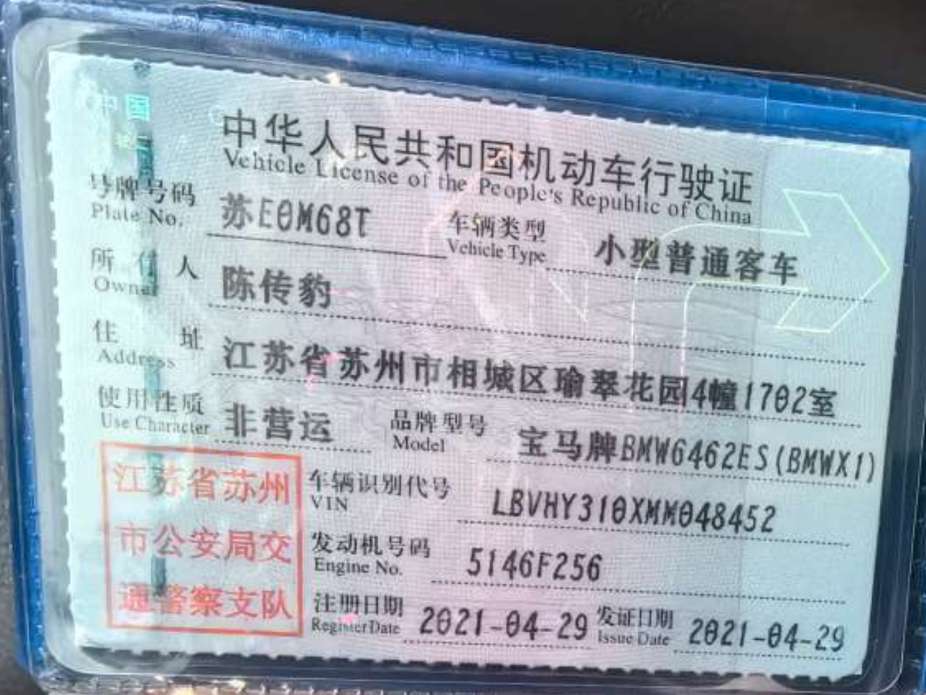 中国
中华人民共和国机动车行驶证
Vehicle License of the People's Republic of China
号牌号码 苏E0M68T 车辆类型 小型普通客车
Plate No. Vehicle Type
所有人 陈传豹
Owner
住址 江苏省苏州市相城区瑜翠花园4幢1702室
Address
使用性质 非营运 品牌型号 宝马牌BMW6462ES(BMWX1)
Use Character Model
江苏省苏州 车辆识别代号 LBVHY310XMM048452
VIN
市公安局交 发动机号码 5146F256
Engine No.
通警察支队 注册日期 2021-04-29 发证日期 2021-04-29
Register Date Issue Date